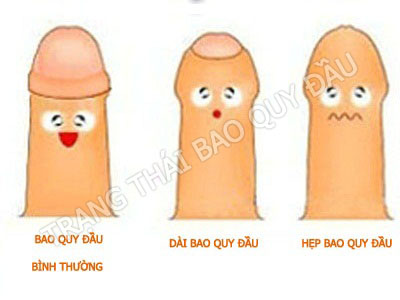 TRẠNG THÁI BAO QUY ĐẦU
BAO QUY ĐẦU
BÌNH THƯỜNG
DÀI BAO QUY ĐẦU
HẸP BAO QUY ĐẦU